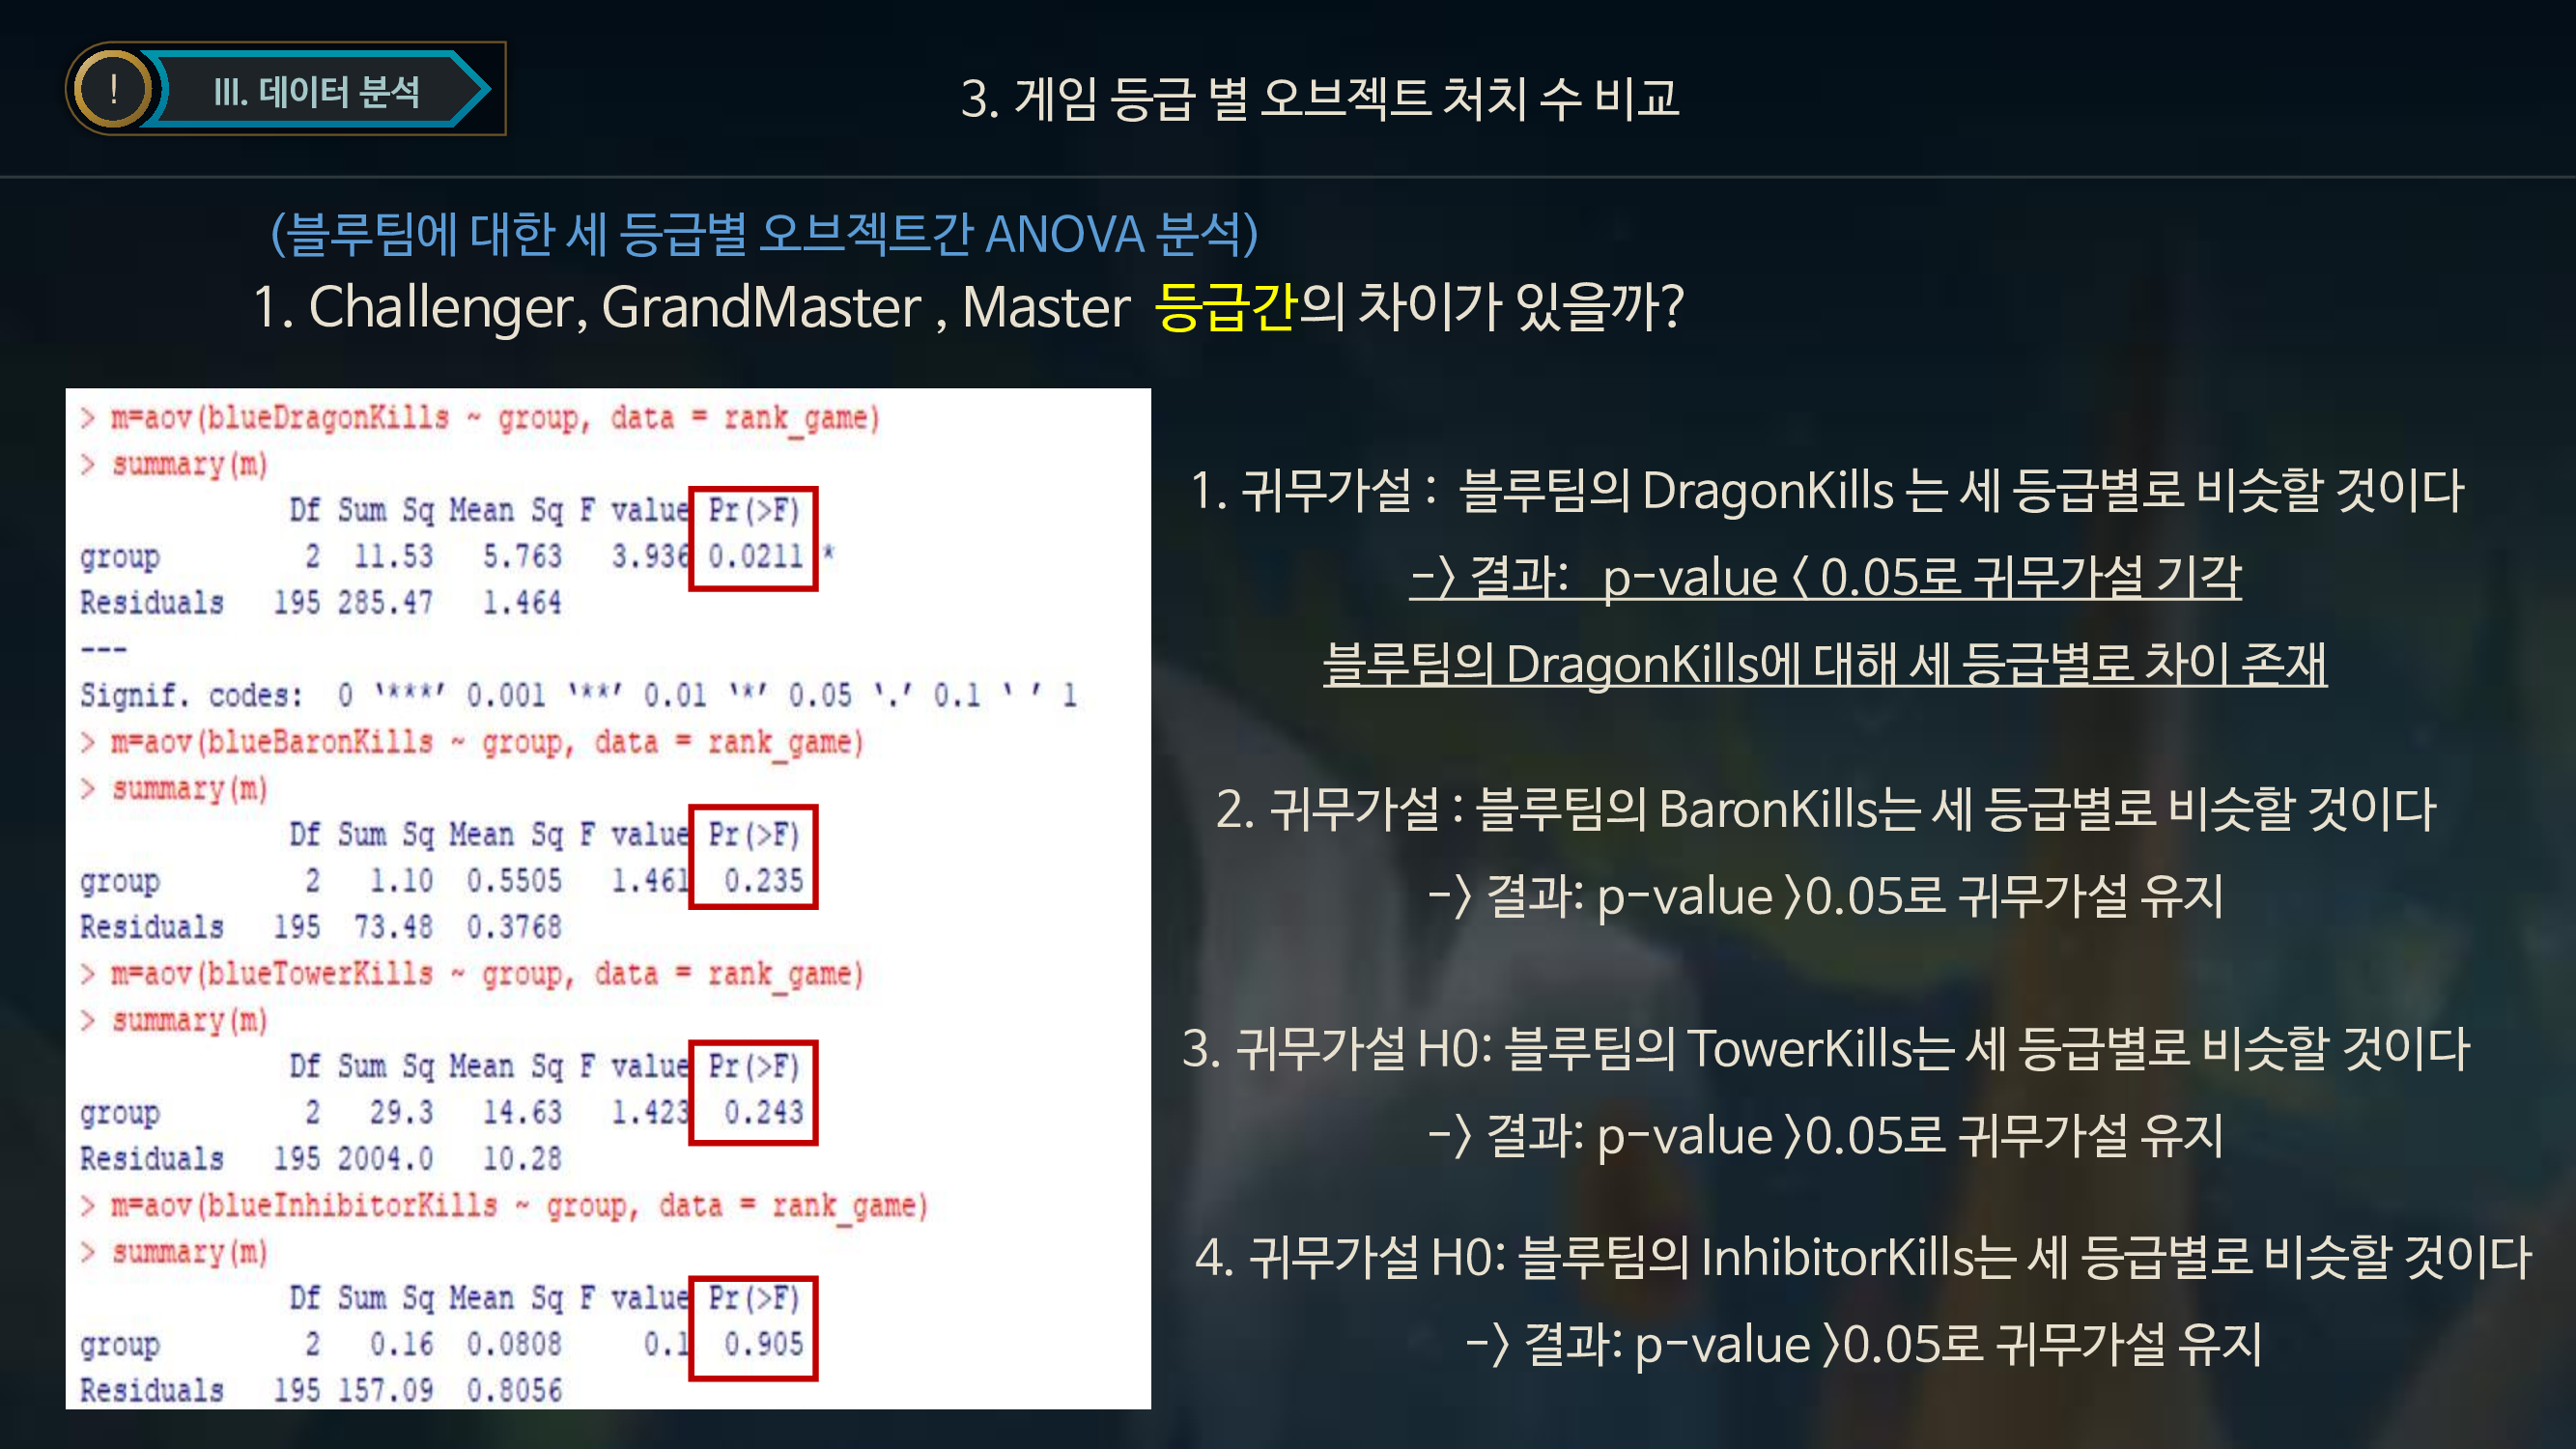 !
III. 데이터 분석
3. 게임 등급 별 오브젝트 처치 수 비교
(블루팀에 대한 세 등급별 오브젝트간 ANOVA 분석)
1. Challenger, GrandMaster , Master 등급간의 차이가 있을까?
> m=aov(blueDragonKills ~ group, data = rank_game)
> summary(m)
Df Sum Sq Mean Sq F value Pr(>F)
group 2 11.53 5.763 3.936 0.0211 *
Residuals 195 285.47 1.464
---
Signif. codes: 0 ‘***’ 0.001 ‘**’ 0.01 ‘*’ 0.05 ‘.’ 0.1 ‘ ’ 1
> m=aov(blueBaronKills ~ group, data = rank_game)
> summary(m)
Df Sum Sq Mean Sq F value Pr(>F)
group 2 1.10 0.5505 1.461 0.235
Residuals 195 73.48 0.3768
> m=aov(blueTowerKills ~ group, data = rank_game)
> summary(m)
Df Sum Sq Mean Sq F value Pr(>F)
group 2 29.3 14.63 1.423 0.243
Residuals 195 2004.0 10.28
> m=aov(blueInhibitorKills ~ group, data = rank_game)
> summary(m)
Df Sum Sq Mean Sq F value Pr(>F)
group 2 0.16 0.0808 0.1 0.905
Residuals 195 157.09 0.8056
1. 귀무가설 : 블루팀의 DragonKills 는 세 등급별로 비슷할 것이다
-> 결과: p-value < 0.05로 귀무가설 기각
블루팀의 DragonKills에 대해 세 등급별로 차이 존재
2. 귀무가설 : 블루팀의 BaronKills는 세 등급별로 비슷할 것이다
-> 결과: p-value >0.05로 귀무가설 유지
3. 귀무가설 H0: 블루팀의 TowerKills는 세 등급별로 비슷할 것이다
-> 결과: p-value >0.05로 귀무가설 유지
4. 귀무가설 H0: 블루팀의 InhibitorKills는 세 등급별로 비슷할 것이다
-> 결과: p-value >0.05로 귀무가설 유지